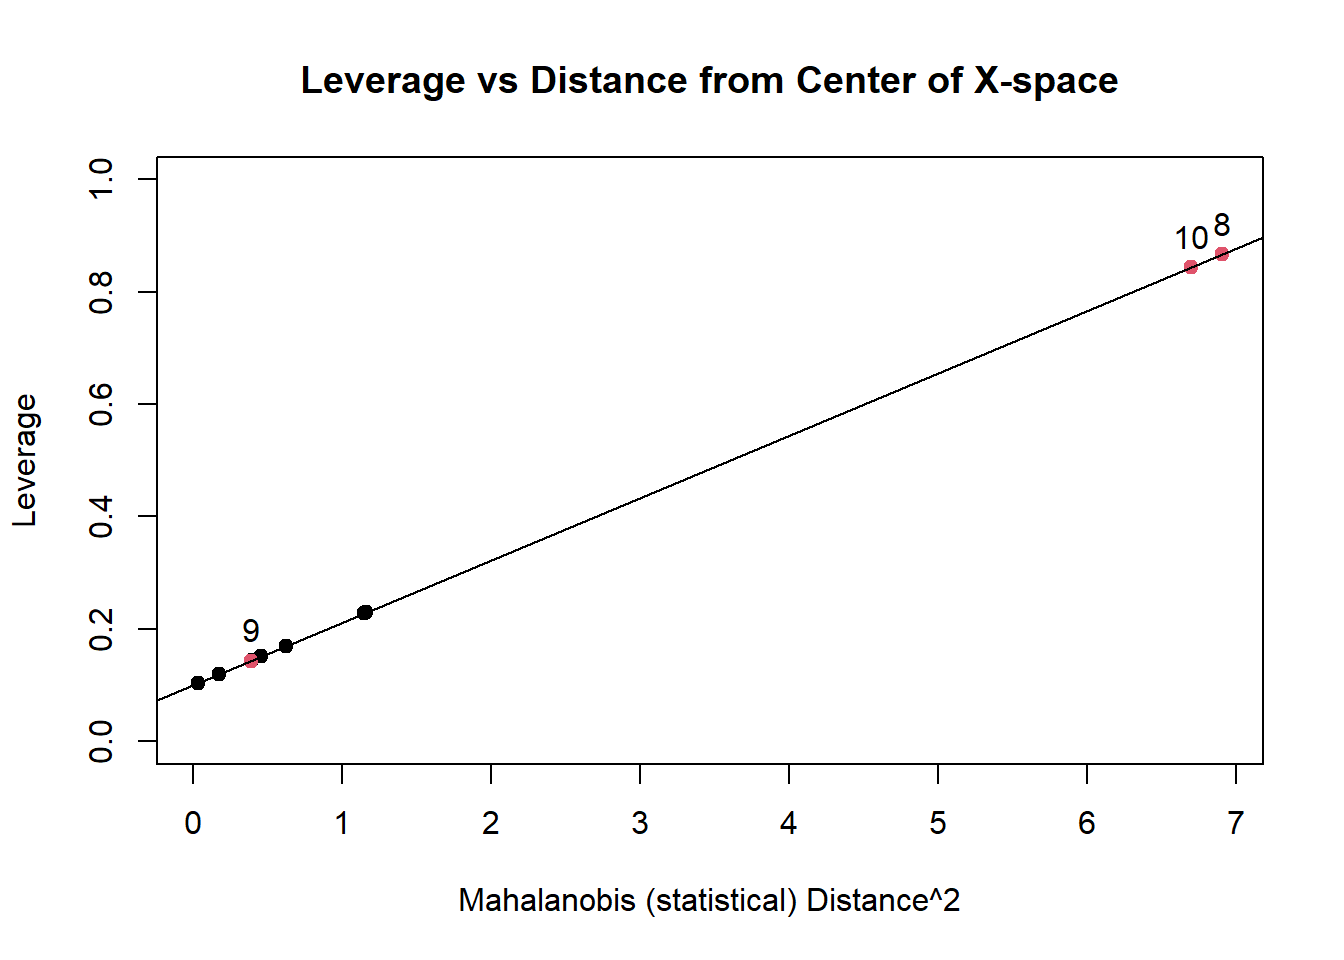 Leverage vs Distance from Center of X-space
1.0
0.8
0.6
0.4
0.2
0.0
Leverage
10
8
9
0 1 2 3 4 5 6 7
Mahalanobis (statistical) Distance^2